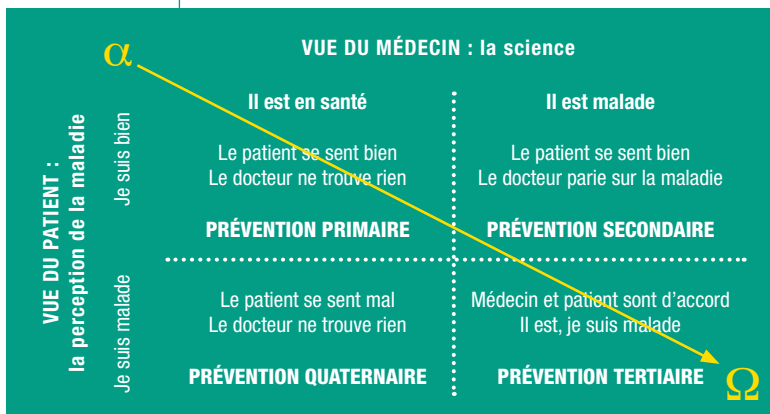 α
VUE DU MÉDECIN : la science
VUE DU PATIENT :
la perception de la maladie
Je suis bien
Il est en santé
Le patient se sent bien
Le docteur ne trouve rien
PRÉVENTION PRIMAIRE
Il est malade
Le patient se sent bien
Le docteur parie sur la maladie
PRÉVENTION SECONDAIRE
Je suis malade
Le patient se sent mal
Le docteur ne trouve rien
PRÉVENTION QUATERNAIRE
Médecin et patient sont d’accord
Il est, je suis malade
PRÉVENTION TERTIAIRE
Ω